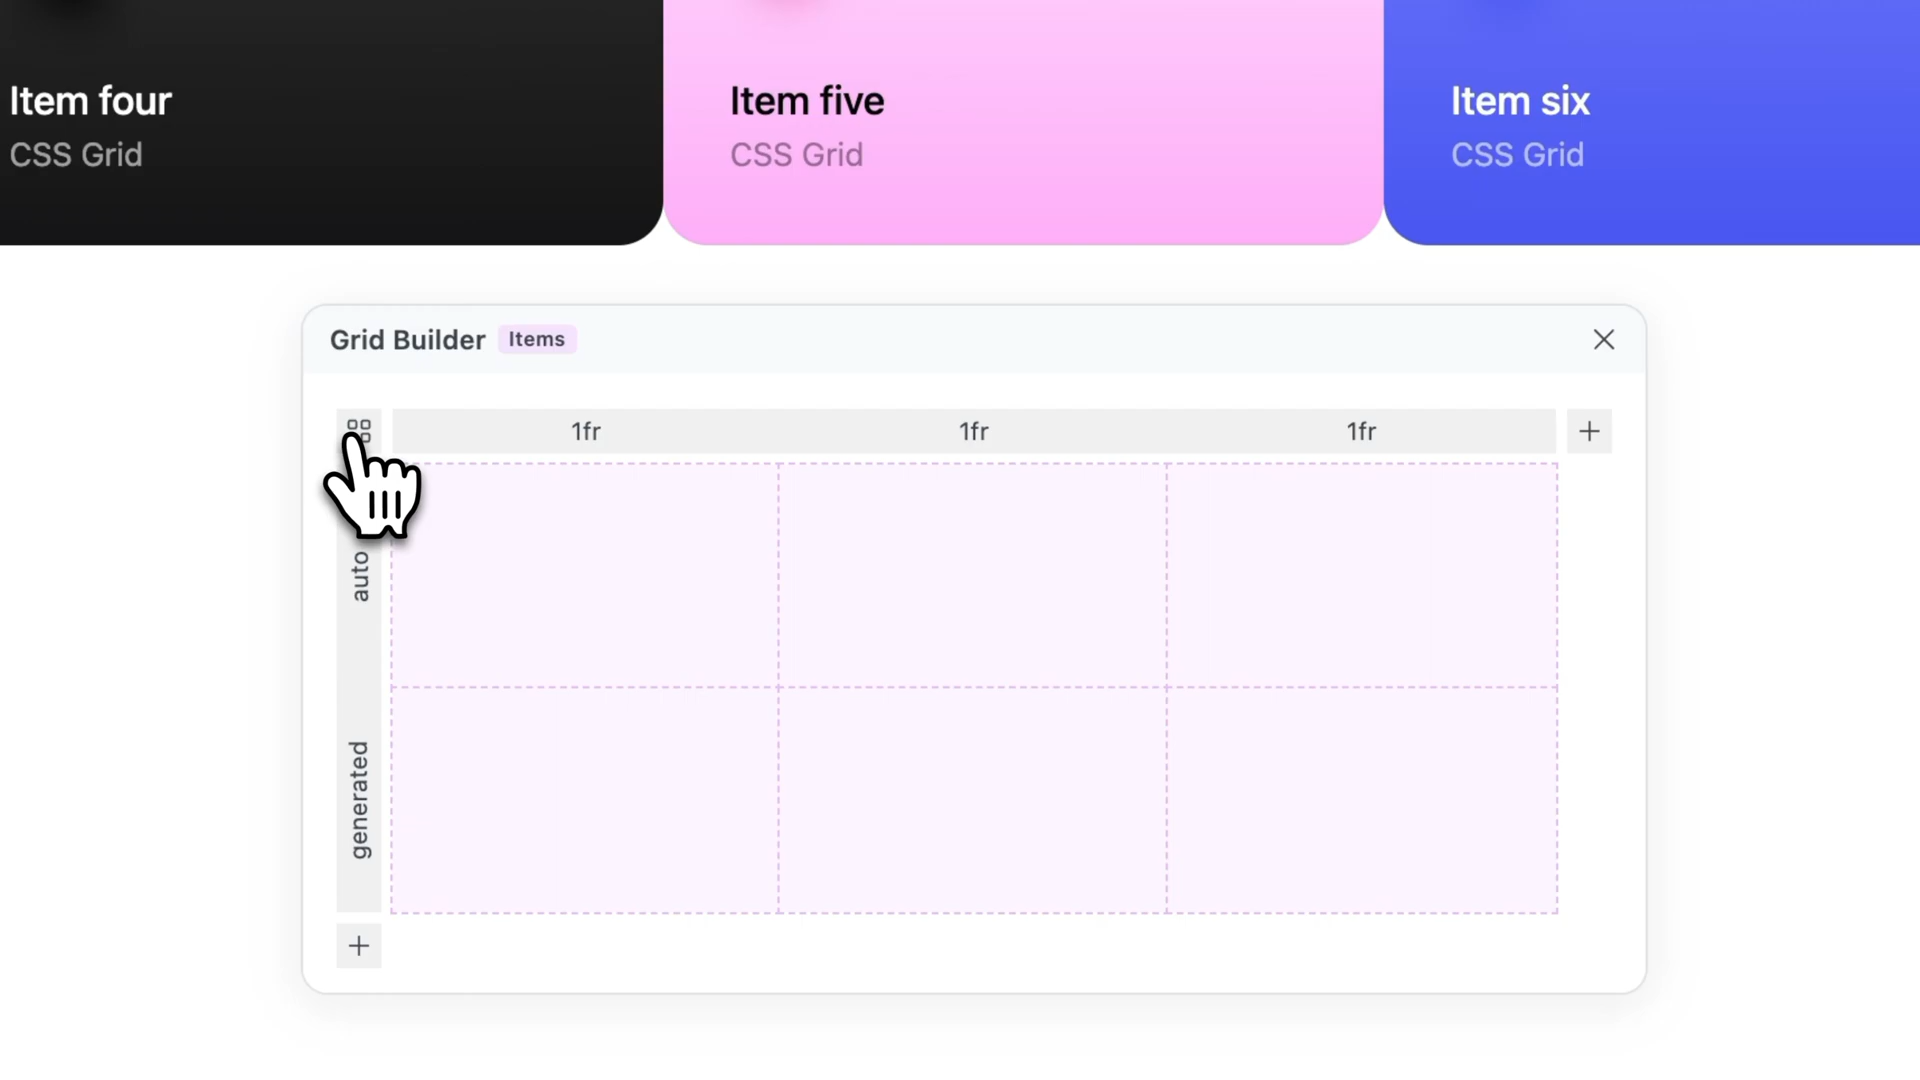 Item four
CSS Grid
Item five
CSS Grid
Item six
CSS Grid
Grid Builder
Items
1fr
1fr
1fr
auto
generated